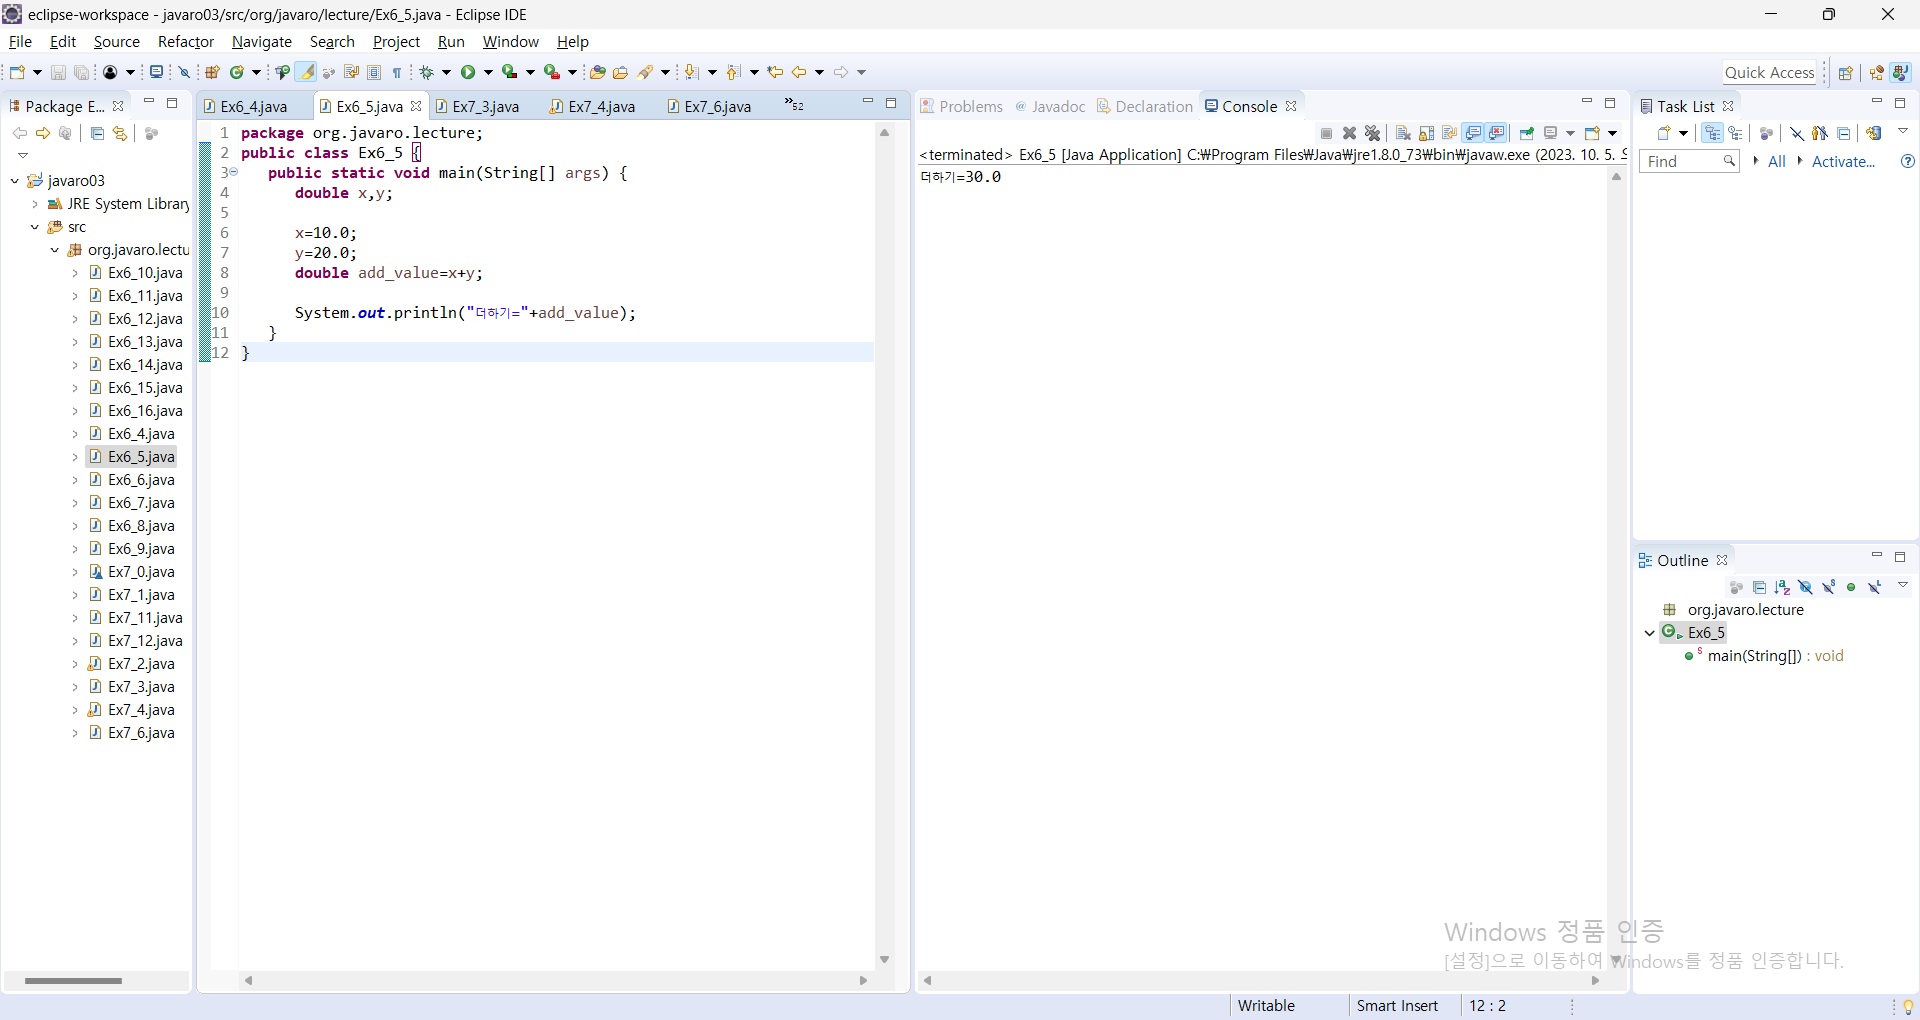 eclipse-workspace - javaro03/src/org/javaro/lecture/Ex6_5.java - Eclipse IDE
File Edit Source Refactor Navigate Search Project Run Window Help
Quick Access
Package E...
javaro03
JRE System Library
src
org.javaro.lectu
Ex6_10.java
Ex6_11.java
Ex6_12.java
Ex6_13.java
Ex6_14.java
Ex6_15.java
Ex6_16.java
Ex6_4.java
Ex6_5.java
Ex6_6.java
Ex6_7.java
Ex6_8.java
Ex6_9.java
Ex7_0.java
Ex7_1.java
Ex7_11.java
Ex7_12.java
Ex7_2.java
Ex7_3.java
Ex7_4.java
Ex7_6.java
Ex6_4.java Ex6_5.java Ex7_3.java Ex7_4.java Ex7_6.java »52
1 package org.javaro.lecture;
2 public class Ex6_5 {
3 public static void main(String[] args) {
4 double x,y;
5
6 x=10.0;
7 y=20.0;
8 double add_value=x+y;
9
10 System.out.println("더하기="+add_value);
11 }
12 }
Problems @ Javadoc Declaration Console
<terminated> Ex6_5 [Java Application] C:₩Program Files₩Java₩jre1.8.0_73₩bin₩javaw.exe (2023. 10. 5.
더하기=30.0
Task List
Find All Activate...
Outline
org.javaro.lecture
Ex6_5
main(String[]) : void
Windows 정품 인증
[설정]으로 이동하여 Windows를 정품 인증합니다.
Writable Smart Insert 12 : 2